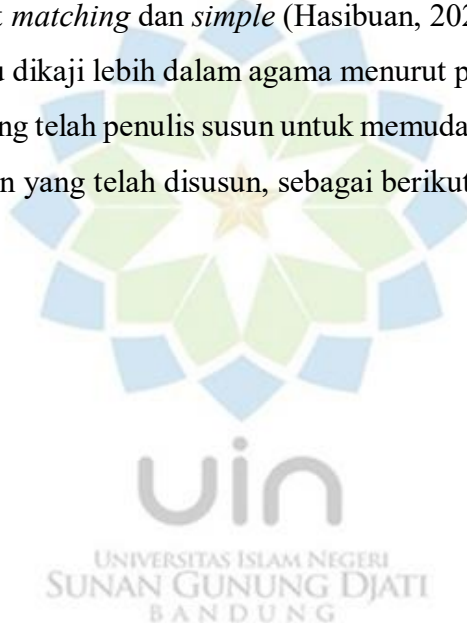 matching dan simple (Hasibuan, 202
dikaji lebih dalam agama menurut p
ng telah penulis susun untuk memuda
n yang telah disusun, sebagai berikut
uin
UNIVERSITAS ISLAM NEGERI
SUNAN GUNUNG DJATI
BANDUNG